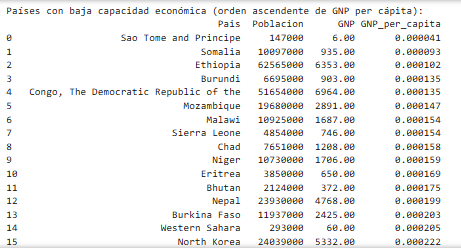 Países con baja capacidad económica (orden ascendente de GNP per cápita):
Pais Poblacion GNP GNP_per_capita
0 Sao Tome and Principe 147000 6.00 0.000041
1 Somalia 10097000 935.00 0.000093
2 Ethiopia 62565000 6353.00 0.000102
3 Burundi 6695000 903.00 0.000135
4 Congo, The Democratic Republic of the 51654000 6964.00 0.000135
5 Mozambique 19680000 2891.00 0.000147
6 Malawi 10925000 1687.00 0.000154
7 Sierra Leone 4854000 746.00 0.000154
8 Chad 7651000 1208.00 0.000158
9 Niger 10730000 1706.00 0.000159
10 Eritrea 3850000 650.00 0.000169
11 Bhutan 2124000 372.00 0.000175
12 Nepal 23930000 4768.00 0.000199
13 Burkina Faso 11937000 2425.00 0.000203
14 Western Sahara 293000 60.00 0.000205
15 North Korea 24039000 5332.00 0.000222